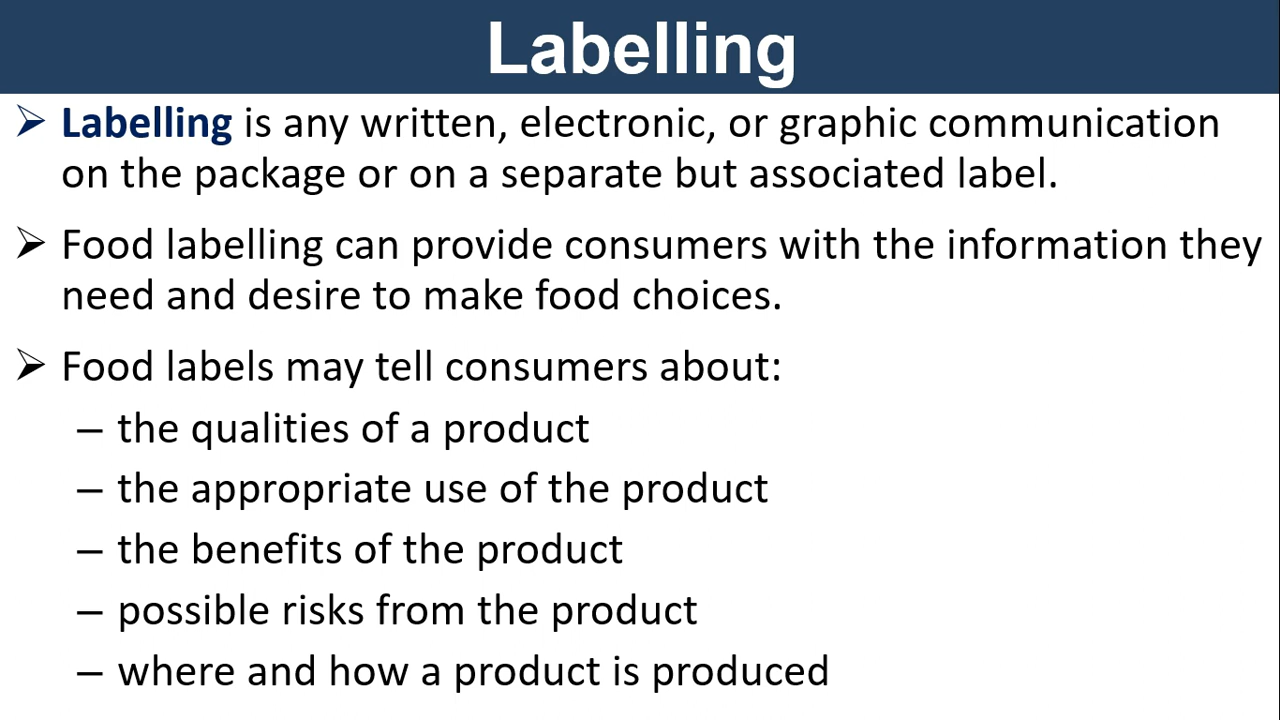 Labelling
➢ Labelling is any written, electronic, or graphic communication
on the package or on a separate but associated label.
➢ Food labelling can provide consumers with the information they
need and desire to make food choices.
➢ Food labels may tell consumers about:
– the qualities of a product
– the appropriate use of the product
– the benefits of the product
– possible risks from the product
– where and how a product is produced